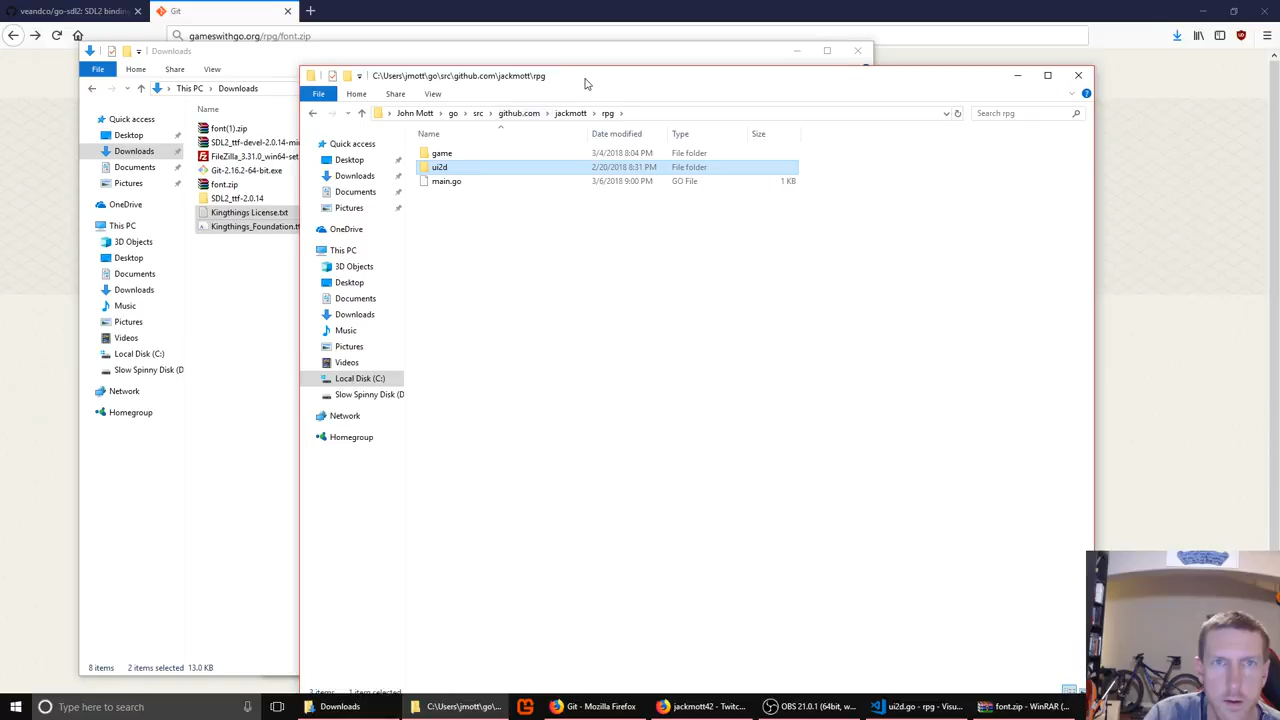 veandco/go-sdl2: SDL2 bindin
Git
gameswithgo.org/rpg/font.zip
Downloads
File Home Share View
This PC Downloads
Name
Quick access
Desktop
Downloads
Documents
Pictures
OneDrive
This PC
3D Objects
Desktop
Documents
Downloads
Music
Pictures
Videos
Local Disk (C:)
Slow Spinny Disk (D
Network
Homegroup
font(1).zip
SDL2_ttf-devel-2.0.14-mi
FileZilla_3.31.0_win64-set
Git-2.16.2-64-bit.exe
font.zip
SDL2_ttf-2.0.14
Kingthings License.txt
Kingthings_Foundation.tt
8 items 2 items selected 13.0 KB
C:\Users\jmott\go\src\github.com\jackmott\rpg
File Home Share View
John Mott go src github.com jackmott rpg
Search rpg
Quick access
Desktop
Downloads
Documents
Pictures
OneDrive
This PC
3D Objects
Desktop
Documents
Downloads
Music
Pictures
Videos
Local Disk (C:)
Slow Spinny Disk (D
Network
Homegroup
Name Date modified Type Size
game 3/4/2018 8:04 PM File folder
ui2d 2/20/2018 8:31 PM File folder
main.go 3/6/2018 9:00 PM GO File 1 KB
3 items 1 item selected
Type here to search
Downloads
C:\Users\jmott\go\...
Git - Mozilla Firefox
jackmott42 - Twitc...
OBS 21.0.1 (64bit, w...
ui2d.go - rpg - Visu...
font.zip - WinRAR (...